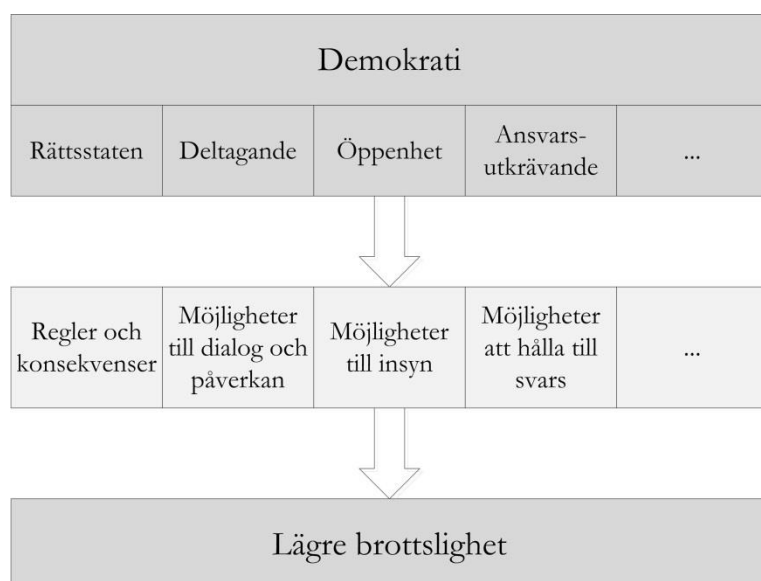 Demokrati
Rättsstaten
Deltagande
Öppenhet
Ansvars-
utkrävande
...
Regler och
konsekvenser
Möjligheter
till dialog och
påverkan
Möjligheter
till insyn
Möjligheter
att hålla till
svars
...
Lägre brottslighet